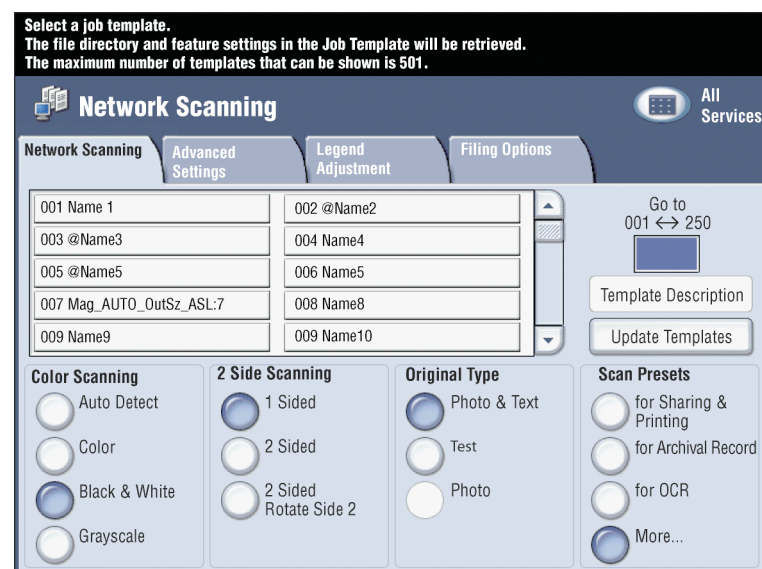 Select a job template.
The file directory and feature settings in the Job Template will be retrieved.
The maximum number of templates that can be shown is 501.
Network Scanning
All
Services
Network Scanning
Advanced
Settings
Legend
Adjustment
Filing Options
001 Name 1
002 @Name2
003 @Name3
004 Name4
005 @Name5
006 Name5
007 Mag_AUTO_OutSz_ASL:7
008 Name8
009 Name9
009 Name10
Go to
001 ↔ 250
Template Description
Update Templates
Color Scanning
Auto Detect
Color
Black & White
Grayscale
2 Side Scanning
1 Sided
2 Sided
2 Sided
Rotate Side 2
Original Type
Photo & Text
Test
Photo
Scan Presets
for Sharing &
Printing
for Archival Record
for OCR
More...